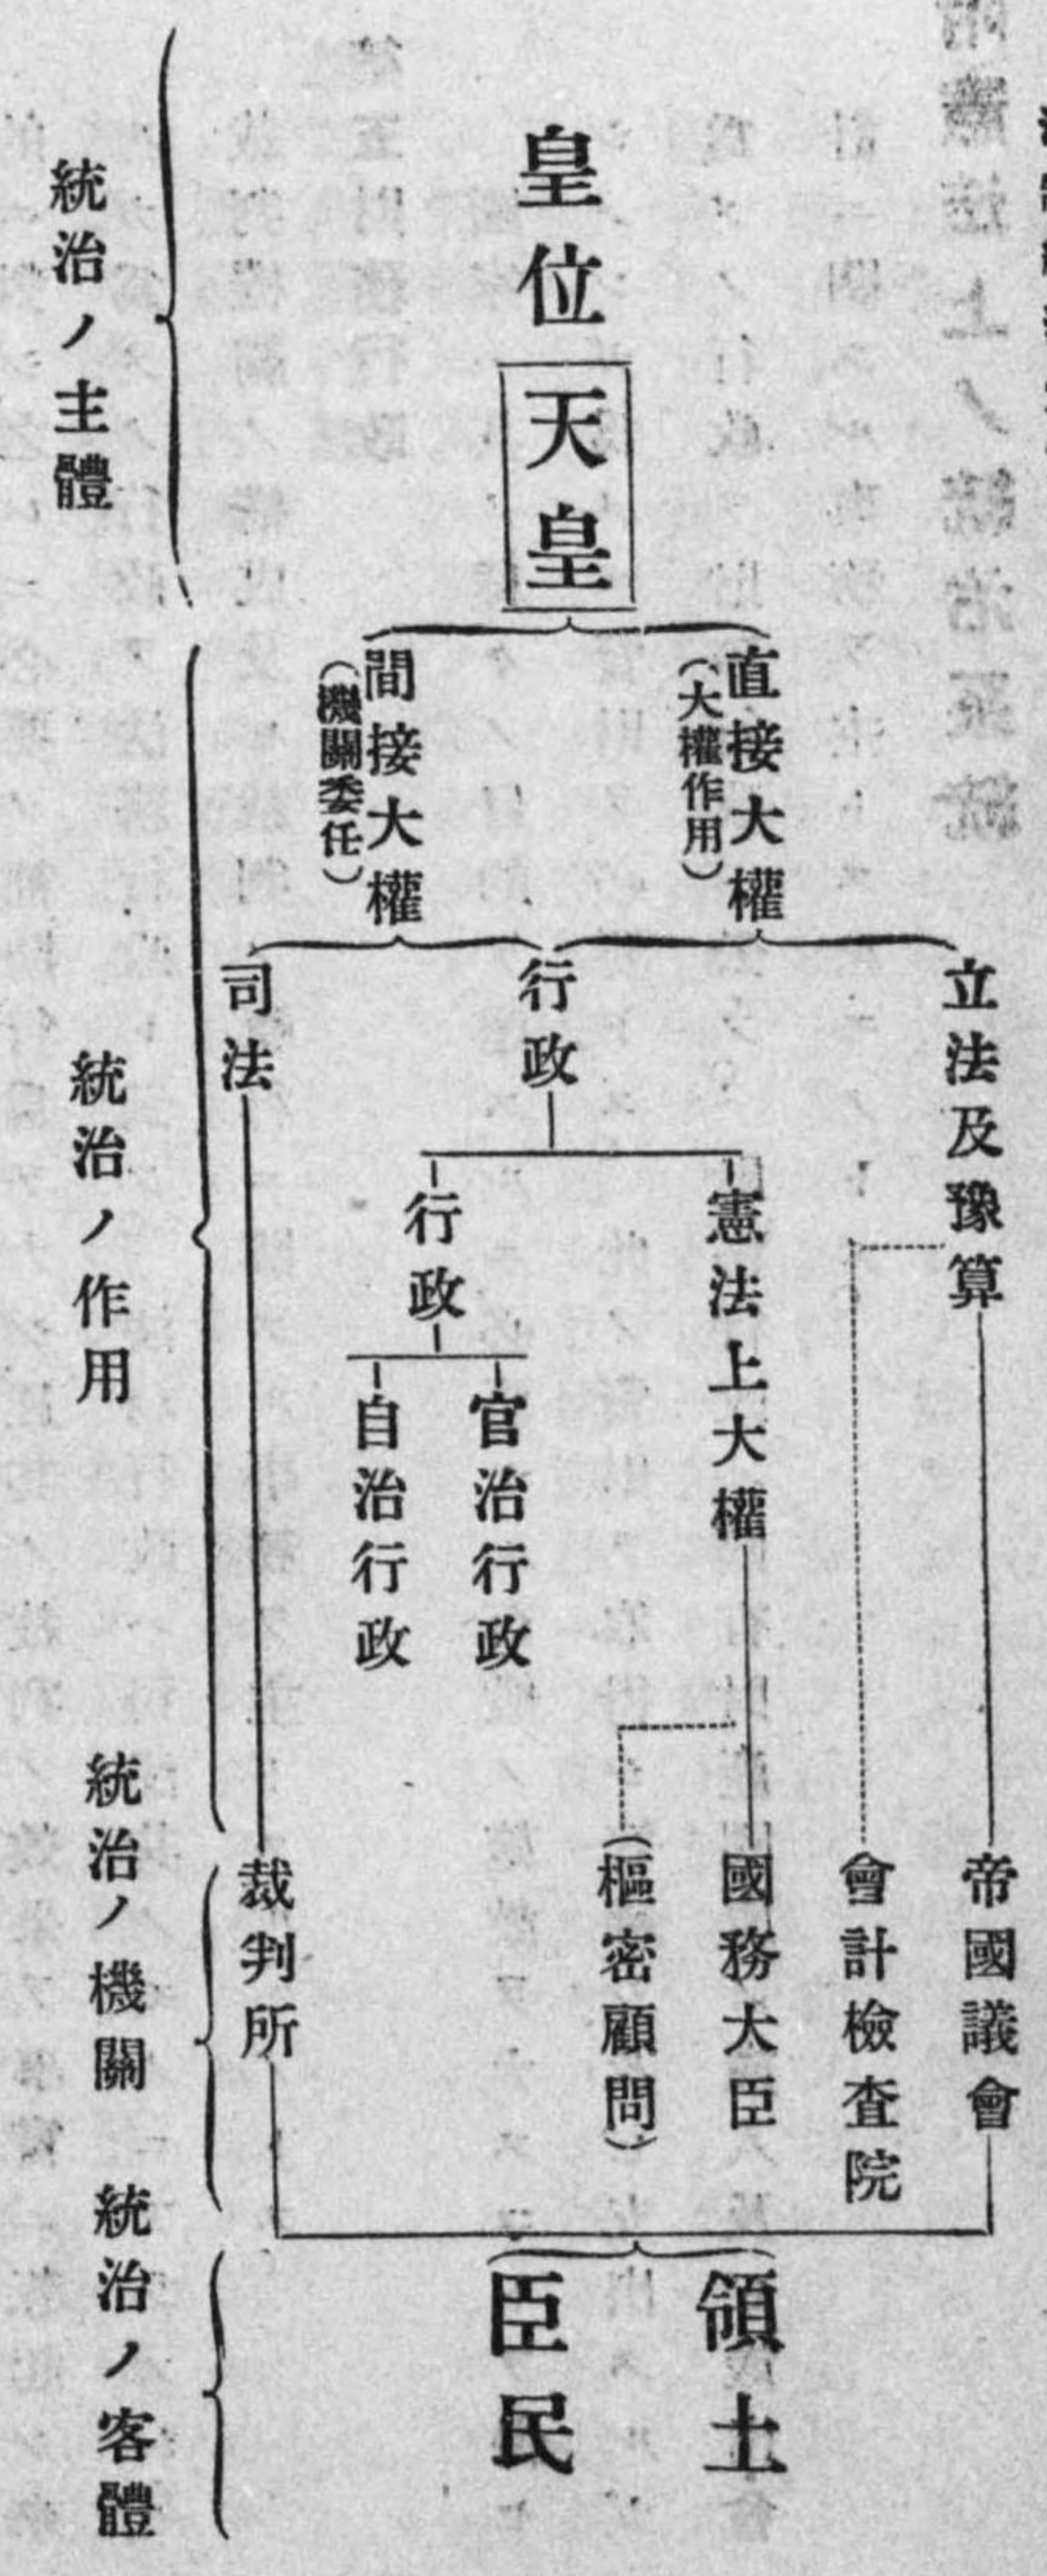 皇位
天皇
直接大權
(大權作用)
間接大權
(機關委任)
立法及豫算
行政
司法
憲法上大權
行政
官治行政
自治行政
帝國議會
會計檢查院
國務大臣
(樞密顧問)
裁判所
領土
臣民
統治ノ主體
統治ノ作用
統治ノ機關
統治ノ客體